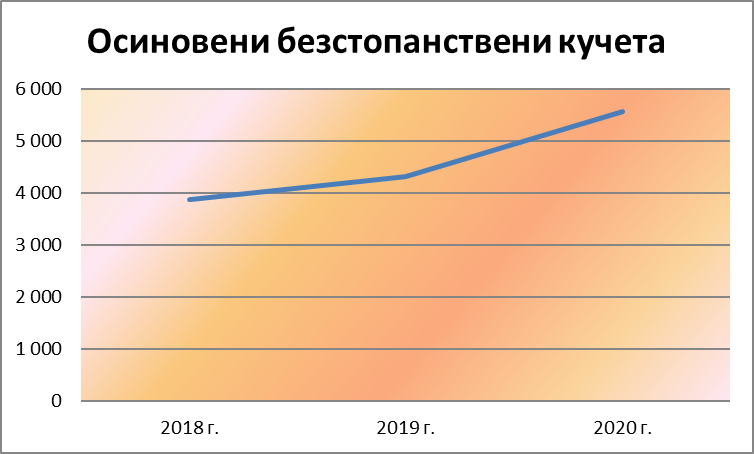 Осиновени безстопанствени кучета
6 000
5 000
4 000
3 000
2 000
1 000
0
2018 г.
2019 г.
2020 г.